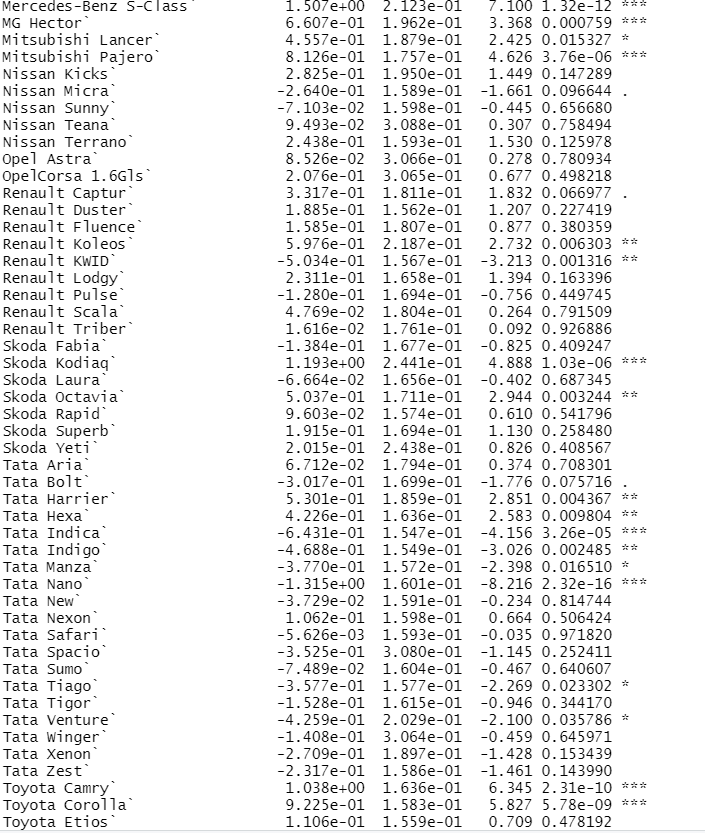 Mercedes-Benz S-Class` 1.507e+00 2.123e-01 7.100 1.32e-12 ***
MG Hector` 6.607e-01 1.962e-01 3.368 0.000759 ***
Mitsubishi Lancer` 4.557e-01 1.879e-01 2.425 0.015327 *
Mitsubishi Pajero` 8.126e-01 1.757e-01 4.626 3.76e-06 ***
Nissan Kicks` 2.825e-01 1.950e-01 1.449 0.147289
Nissan Micra` -2.640e-01 1.589e-01 -1.661 0.096644 .
Nissan Sunny` -7.103e-02 1.598e-01 -0.445 0.656680
Nissan Teana` 9.493e-02 3.088e-01 0.307 0.758494
Nissan Terrano` 2.438e-01 1.593e-01 1.530 0.125978
Opel Astra` 8.526e-02 3.066e-01 0.278 0.780934
OpelCorsa 1.6Gls` 2.076e-01 3.065e-01 0.677 0.498218
Renault Captur` 3.317e-01 1.811e-01 1.832 0.066977 .
Renault Duster` 1.885e-01 1.562e-01 1.207 0.227419
Renault Fluence` 1.585e-01 1.807e-01 0.877 0.380359
Renault Koleos` 5.976e-01 2.187e-01 2.732 0.006303 **
Renault KWID` -5.034e-01 1.567e-01 -3.213 0.001316 **
Renault Lodgy` 2.311e-01 1.658e-01 1.394 0.163396
Renault Pulse` -1.280e-01 1.694e-01 -0.756 0.449745
Renault Scala` 4.769e-02 1.804e-01 0.264 0.791509
Renault Triber` 1.616e-02 1.761e-01 0.092 0.926886
Skoda Fabia` -1.384e-01 1.677e-01 -0.825 0.409247
Skoda Kodiaq` 1.193e+00 2.441e-01 4.888 1.03e-06 ***
Skoda Laura` -6.664e-02 1.656e-01 -0.402 0.687345
Skoda Octavia` 5.037e-01 1.711e-01 2.944 0.003244 **
Skoda Rapid` 9.603e-02 1.574e-01 0.610 0.541796
Skoda Superb` 1.915e-01 1.694e-01 1.130 0.258480
Skoda Yeti` 2.015e-01 2.438e-01 0.826 0.408567
Tata Aria` 6.712e-02 1.794e-01 0.374 0.708301
Tata Bolt` -3.017e-01 1.699e-01 -1.776 0.075716 .
Tata Harrier` 5.301e-01 1.859e-01 2.851 0.004367 **
Tata Hexa` 4.226e-01 1.636e-01 2.583 0.009804 **
Tata Indica` -6.431e-01 1.547e-01 -4.156 3.26e-05 ***
Tata Indigo` -4.688e-01 1.549e-01 -3.026 0.002485 **
Tata Manza` -3.770e-01 1.572e-01 -2.398 0.016510 *
Tata Nano` -1.315e+00 1.601e-01 -8.216 2.32e-16 ***
Tata New` -3.729e-02 1.591e-01 -0.234 0.814744
Tata Nexon` 1.062e-01 1.598e-01 0.664 0.506424
Tata Safari` -5.626e-03 1.593e-01 -0.035 0.971820
Tata Spacio` -3.525e-01 3.080e-01 -1.145 0.252411
Tata Sumo` -7.489e-02 1.604e-01 -0.467 0.640607
Tata Tiago` -3.577e-01 1.577e-01 -2.269 0.023302 *
Tata Tigor` -1.528e-01 1.615e-01 -0.946 0.344170
Tata Venture` -4.259e-01 2.029e-01 -2.100 0.035786 *
Tata Winger` -1.408e-01 3.064e-01 -0.459 0.645971
Tata Xenon` -2.709e-01 1.897e-01 -1.428 0.153439
Tata Zest` -2.317e-01 1.586e-01 -1.461 0.143990
Toyota Camry` 1.038e+00 1.636e-01 6.345 2.31e-10 ***
Toyota Corolla` 9.225e-01 1.583e-01 5.827 5.78e-09 ***
Toyota Etios` 1.106e-01 1.559e-01 0.709 0.478192